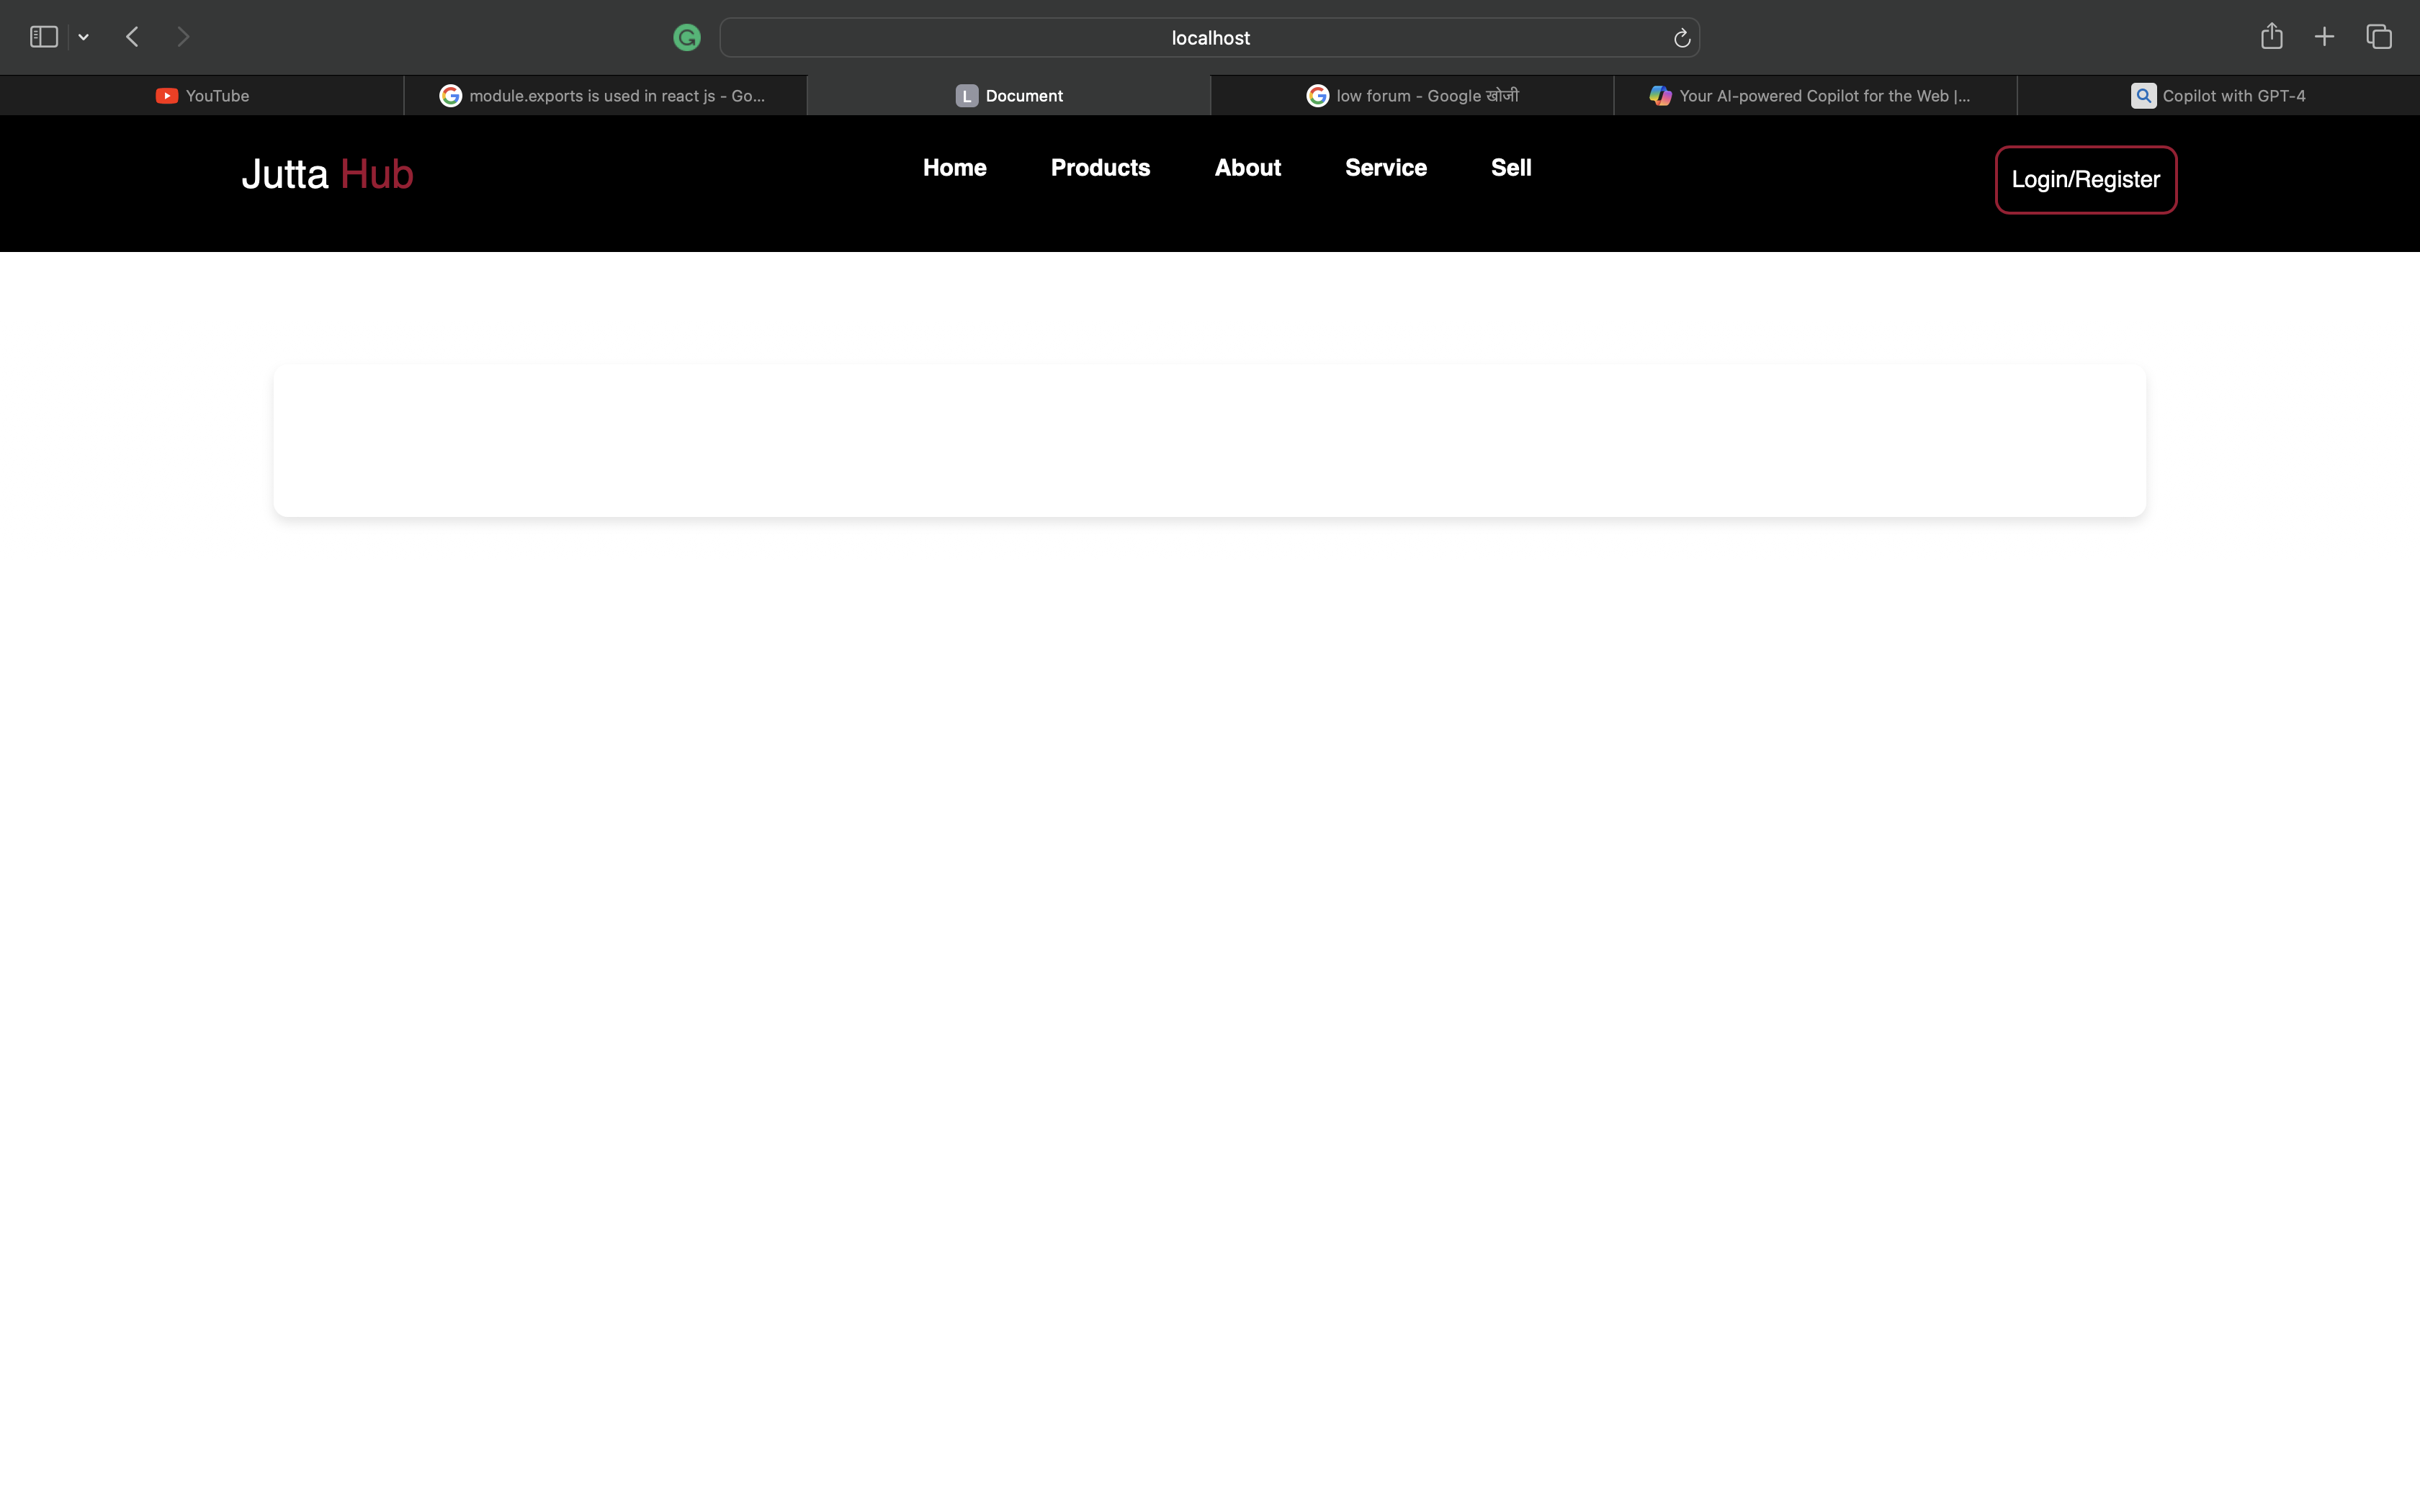 localhost
YouTube
module.exports is used in react js - Go...
L Document
low forum - Google खोजी
Your AI-powered Copilot for the Web |...
Copilot with GPT-4
Jutta Hub
Home Products About Service Sell
Login/Register